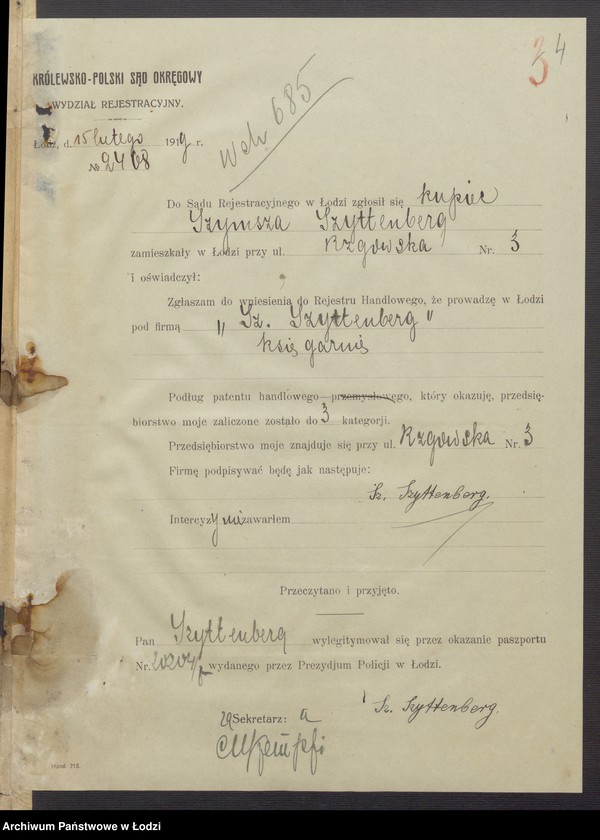 3 4
KRÓLEWSKO-POLSKI SĄD OKRĘGOWY
WYDZIAŁ REJESTRACYJNY.
Łódź, d. 15 lutego 1919 r.
№ 2468
wch. 685
Do Sądu Rejestracyjnego w Łodzi zgłosił się kupiec
Szymsza Szyttenberg
zamieszkały w Łodzi przy ul. Rzgowska Nr. 3
i oświadczył:
Zgłaszam do wniesienia do Rejestru Handlowego, że prowadzę w Łodzi
pod firmą „Sz. Szyttenberg"
księgarnię
Podług patentu handlowego-przemysłowego, który okazuję, przedsię-
biorstwo moje zaliczone zostało do 3 kategorji.
Przedsiębiorstwo moje znajduje się przy ul. Rzgowska Nr. 3
Firmę podpisywać będę jak następuje:
Sz. Szyttenberg.
Intercyzy nie zawarłem
Przeczytano i przyjęto.
Pan Szyttenberg wylegitymował się przez okazanie paszportu
Nr. wydanego przez Prezydjum Policji w Łodzi.
Sz. Szyttenberg.
za Sekretarz: a
Archiwum Państwowe w Łodzi